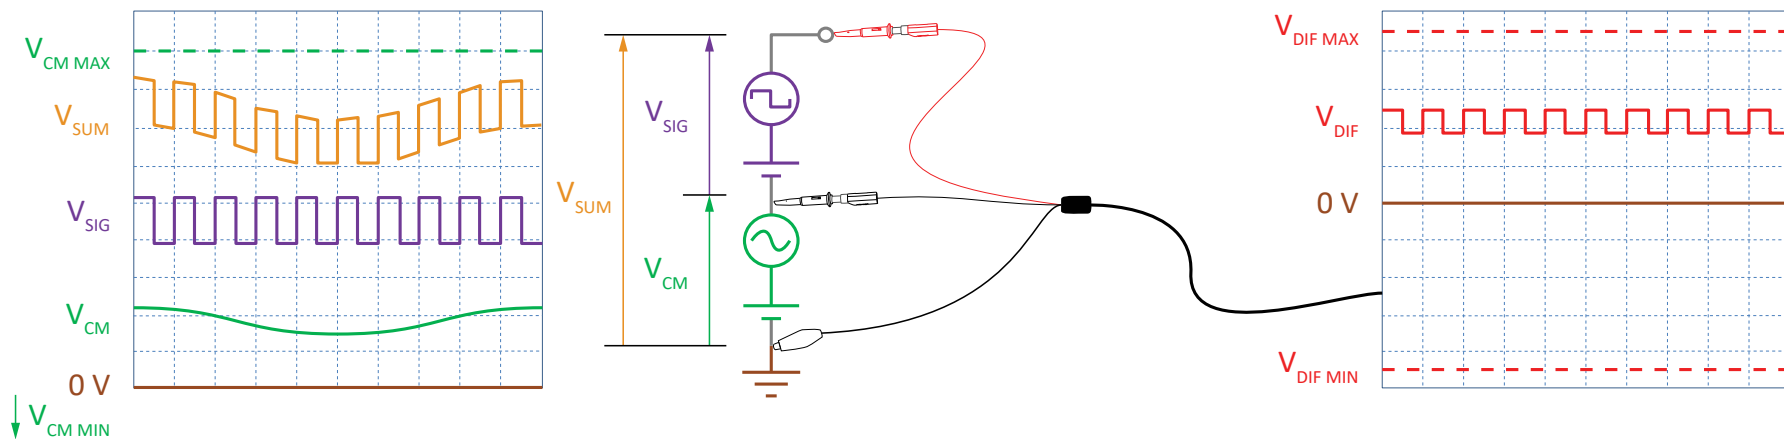 V CM MAX
V SUM
V SIG
V CM
0 V
V CM MIN
V SUM
V SIG
V CM
V DIF MAX
V DIF
0 V
V DIF MIN